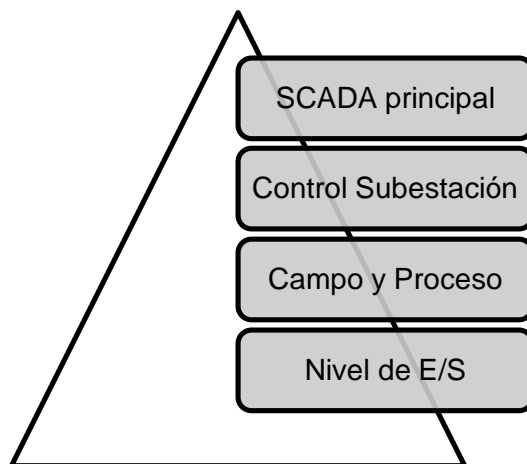 SCADA principal
Control Subestación
Campo y Proceso
Nivel de E/S